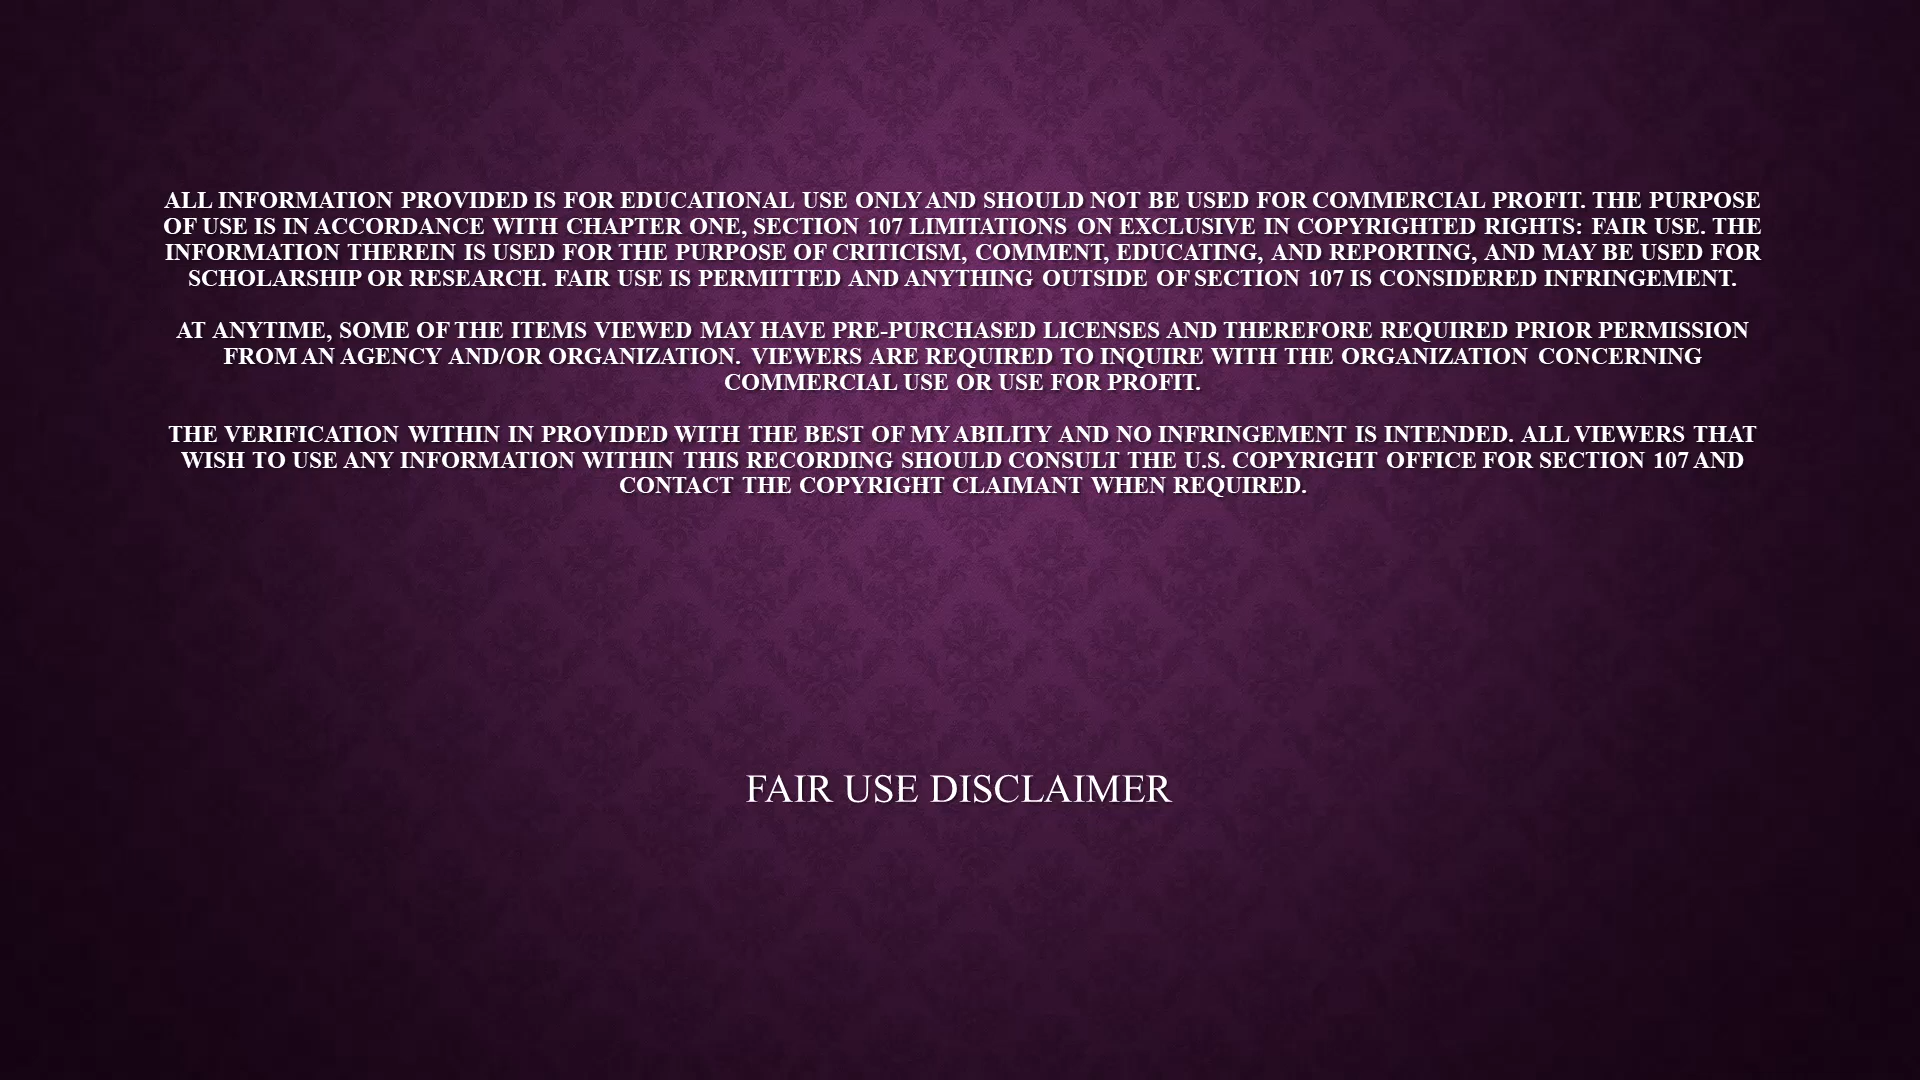 ALL INFORMATION PROVIDED IS FOR EDUCATIONAL USE ONLY AND SHOULD NOT BE USED FOR COMMERCIAL PROFIT. THE PURPOSE
OF USE IS IN ACCORDANCE WITH CHAPTER ONE, SECTION 107 LIMITATIONS ON EXCLUSIVE IN COPYRIGHTED RIGHTS: FAIR USE. THE
INFORMATION THEREIN IS USED FOR THE PURPOSE OF CRITICISM, COMMENT, EDUCATING, AND REPORTING, AND MAY BE USED FOR
SCHOLARSHIP OR RESEARCH. FAIR USE IS PERMITTED AND ANYTHING OUTSIDE OF SECTION 107 IS CONSIDERED INFRINGEMENT.
AT ANYTIME, SOME OF THE ITEMS VIEWED MAY HAVE PRE-PURCHASED LICENSES AND THEREFORE REQUIRED PRIOR PERMISSION
FROM AN AGENCY AND/OR ORGANIZATION. VIEWERS ARE REQUIRED TO INQUIRE WITH THE ORGANIZATION CONCERNING
COMMERCIAL USE OR USE FOR PROFIT.
THE VERIFICATION WITHIN IN PROVIDED WITH THE BEST OF MY ABILITY AND NO INFRINGEMENT IS INTENDED. ALL VIEWERS THAT
WISH TO USE ANY INFORMATION WITHIN THIS RECORDING SHOULD CONSULT THE U.S. COPYRIGHT OFFICE FOR SECTION 107 AND
CONTACT THE COPYRIGHT CLAIMANT WHEN REQUIRED.
FAIR USE DISCLAIMER